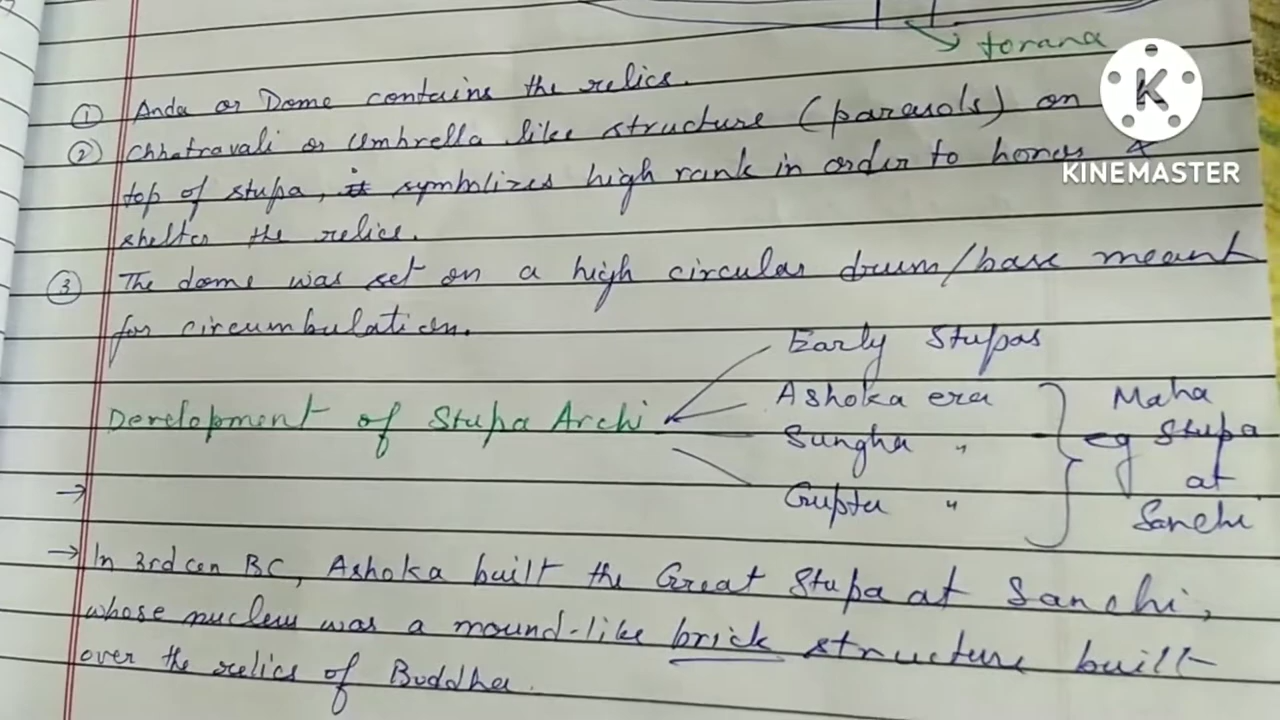 torana
① Anda or Dome contains the relics.
② Chhatravali or Umbrella like structure (parasols) on
top of stupa, it symbolizes high rank in order to honor &
shelter the relics.
③ The dome was set on a high circular drum/base meant
for circumbulation.
Development of Stupa Archi
Early Stupas
Ashoka era
Sungha "
Gupta "
eg Maha
Stupa
at
Sanchi
→
→ In 3rd cen BC, Ashoka built the Great Stupa at Sanchi,
whose nucleus was a mound-like brick structure built
over the relics of Buddha.
K
KINEMASTER